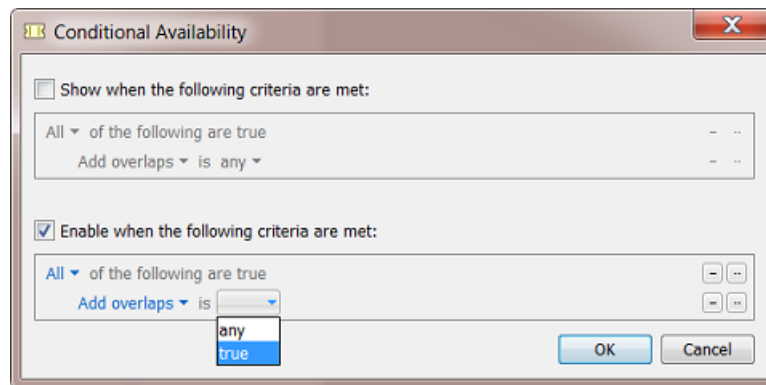 Conditional Availability
Show when the following criteria are met:
All of the following are true
Add overlaps is any
Enable when the following criteria are met:
All of the following are true
Add overlaps is
any
true
OK Cancel